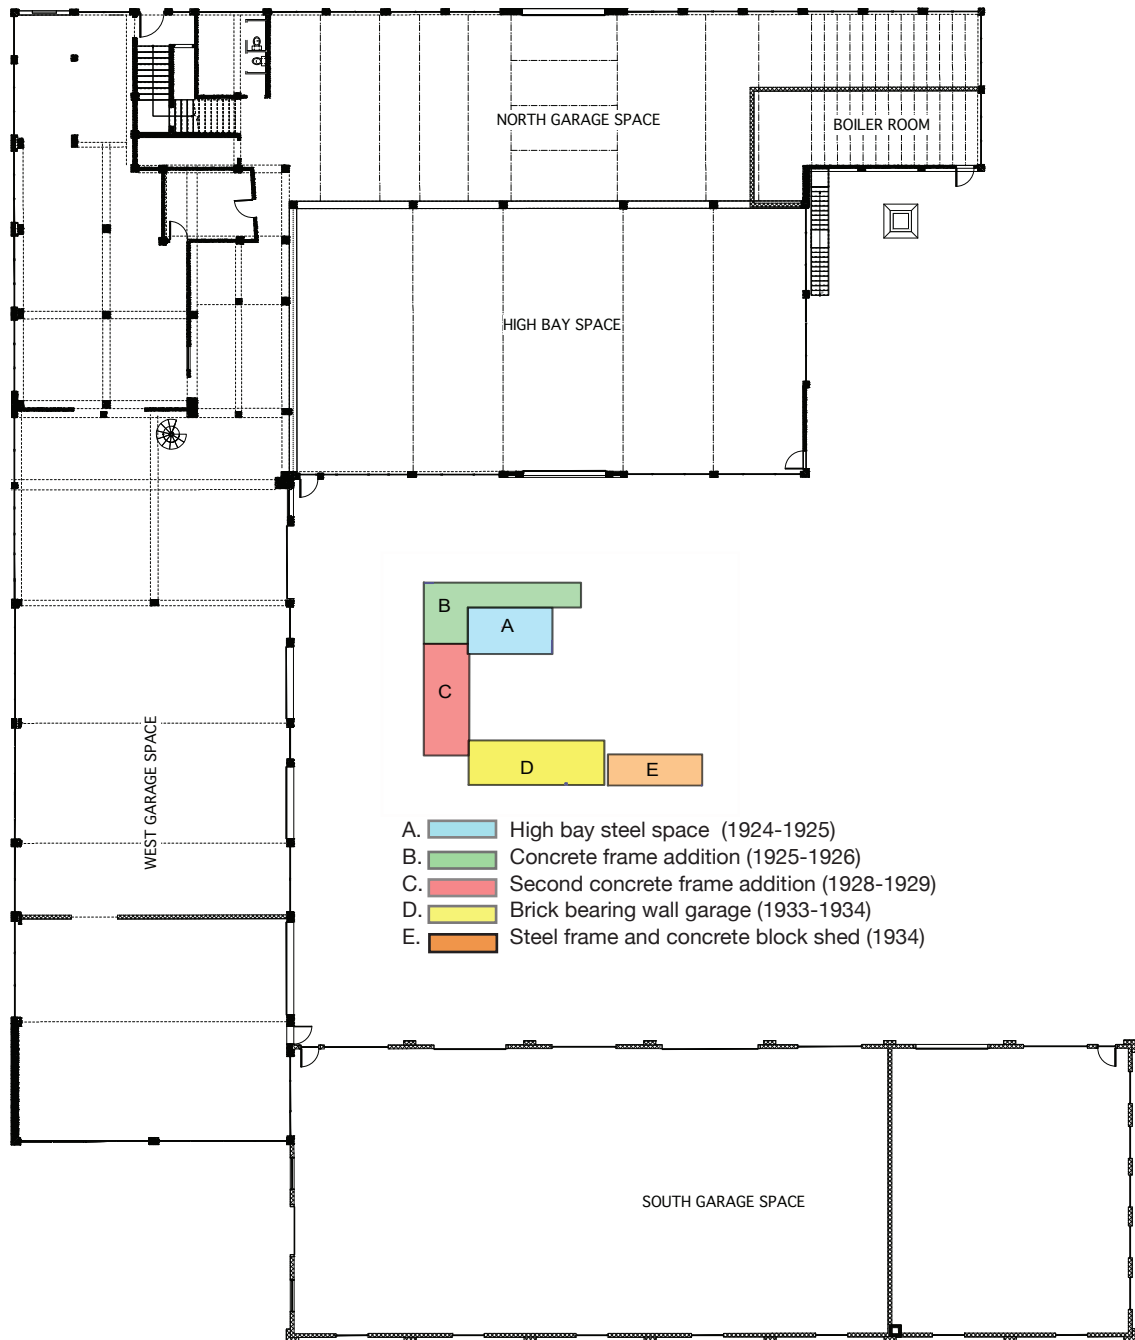 NORTH GARAGE SPACE
BOILER ROOM
HIGH BAY SPACE
WEST GARAGE SPACE
B
A
C
D
E
A. High bay steel space (1924-1925)
B. Concrete frame addition (1925-1926)
C. Second concrete frame addition (1928-1929)
D. Brick bearing wall garage (1933-1934)
E. Steel frame and concrete block shed (1934)
SOUTH GARAGE SPACE